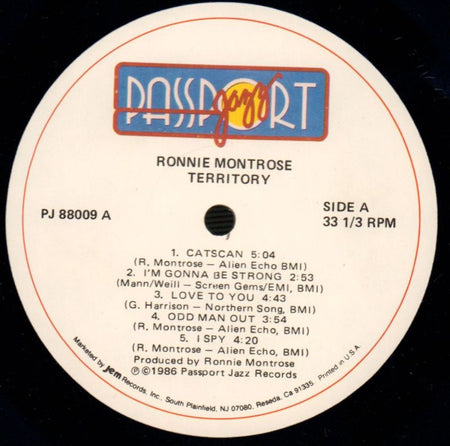 PASSPORT
jazz
RONNIE MONTROSE
TERRITORY
PJ 88009 A
SIDE A
33 1/3 RPM
1. CATSCAN 5:04
(R. Montrose – Alien Echo BMI)
2. I'M GONNA BE STRONG 2:53
(Mann/Weill – Screen Gems/EMI, BMI)
3. LOVE TO YOU 4:43
(G. Harrison – Northern Song, BMI)
4. ODD MAN OUT 3:54
(R. Montrose – Alien Echo, BMI)
5. I SPY 4:20
(R. Montrose – Alien Echo, BMI)
Produced by Ronnie Montrose
℗©1986 Passport Jazz Records
Marketed by jem Records, Inc., South Plainfield, NJ 07080, Reseda, Ca 91335 Printed in U.S.A.